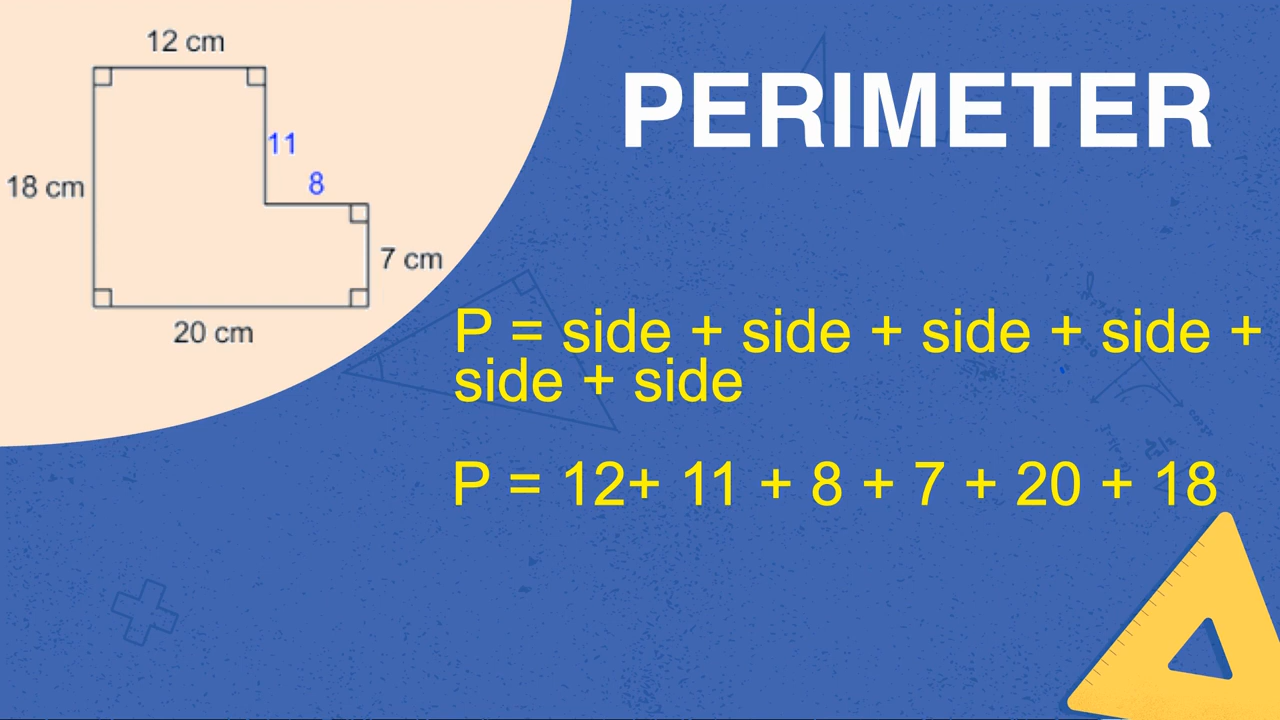 12 cm
PERIMETER
11
8
18 cm
7 cm
20 cm
P = side + side + side + side +
side + side
P = 12+ 11 + 8 + 7 + 20 + 18